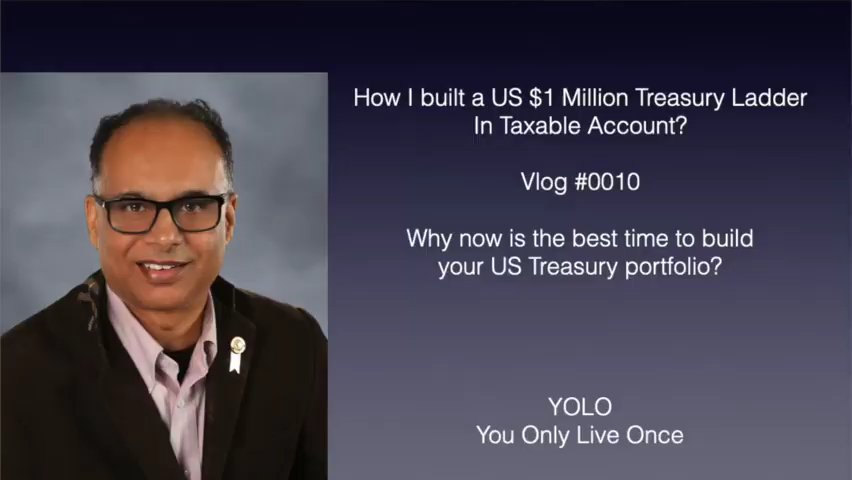 How I built a US $1 Million Treasury Ladder
In Taxable Account?
Vlog #0010
Why now is the best time to build
your US Treasury portfolio?
YOLO
You Only Live Once